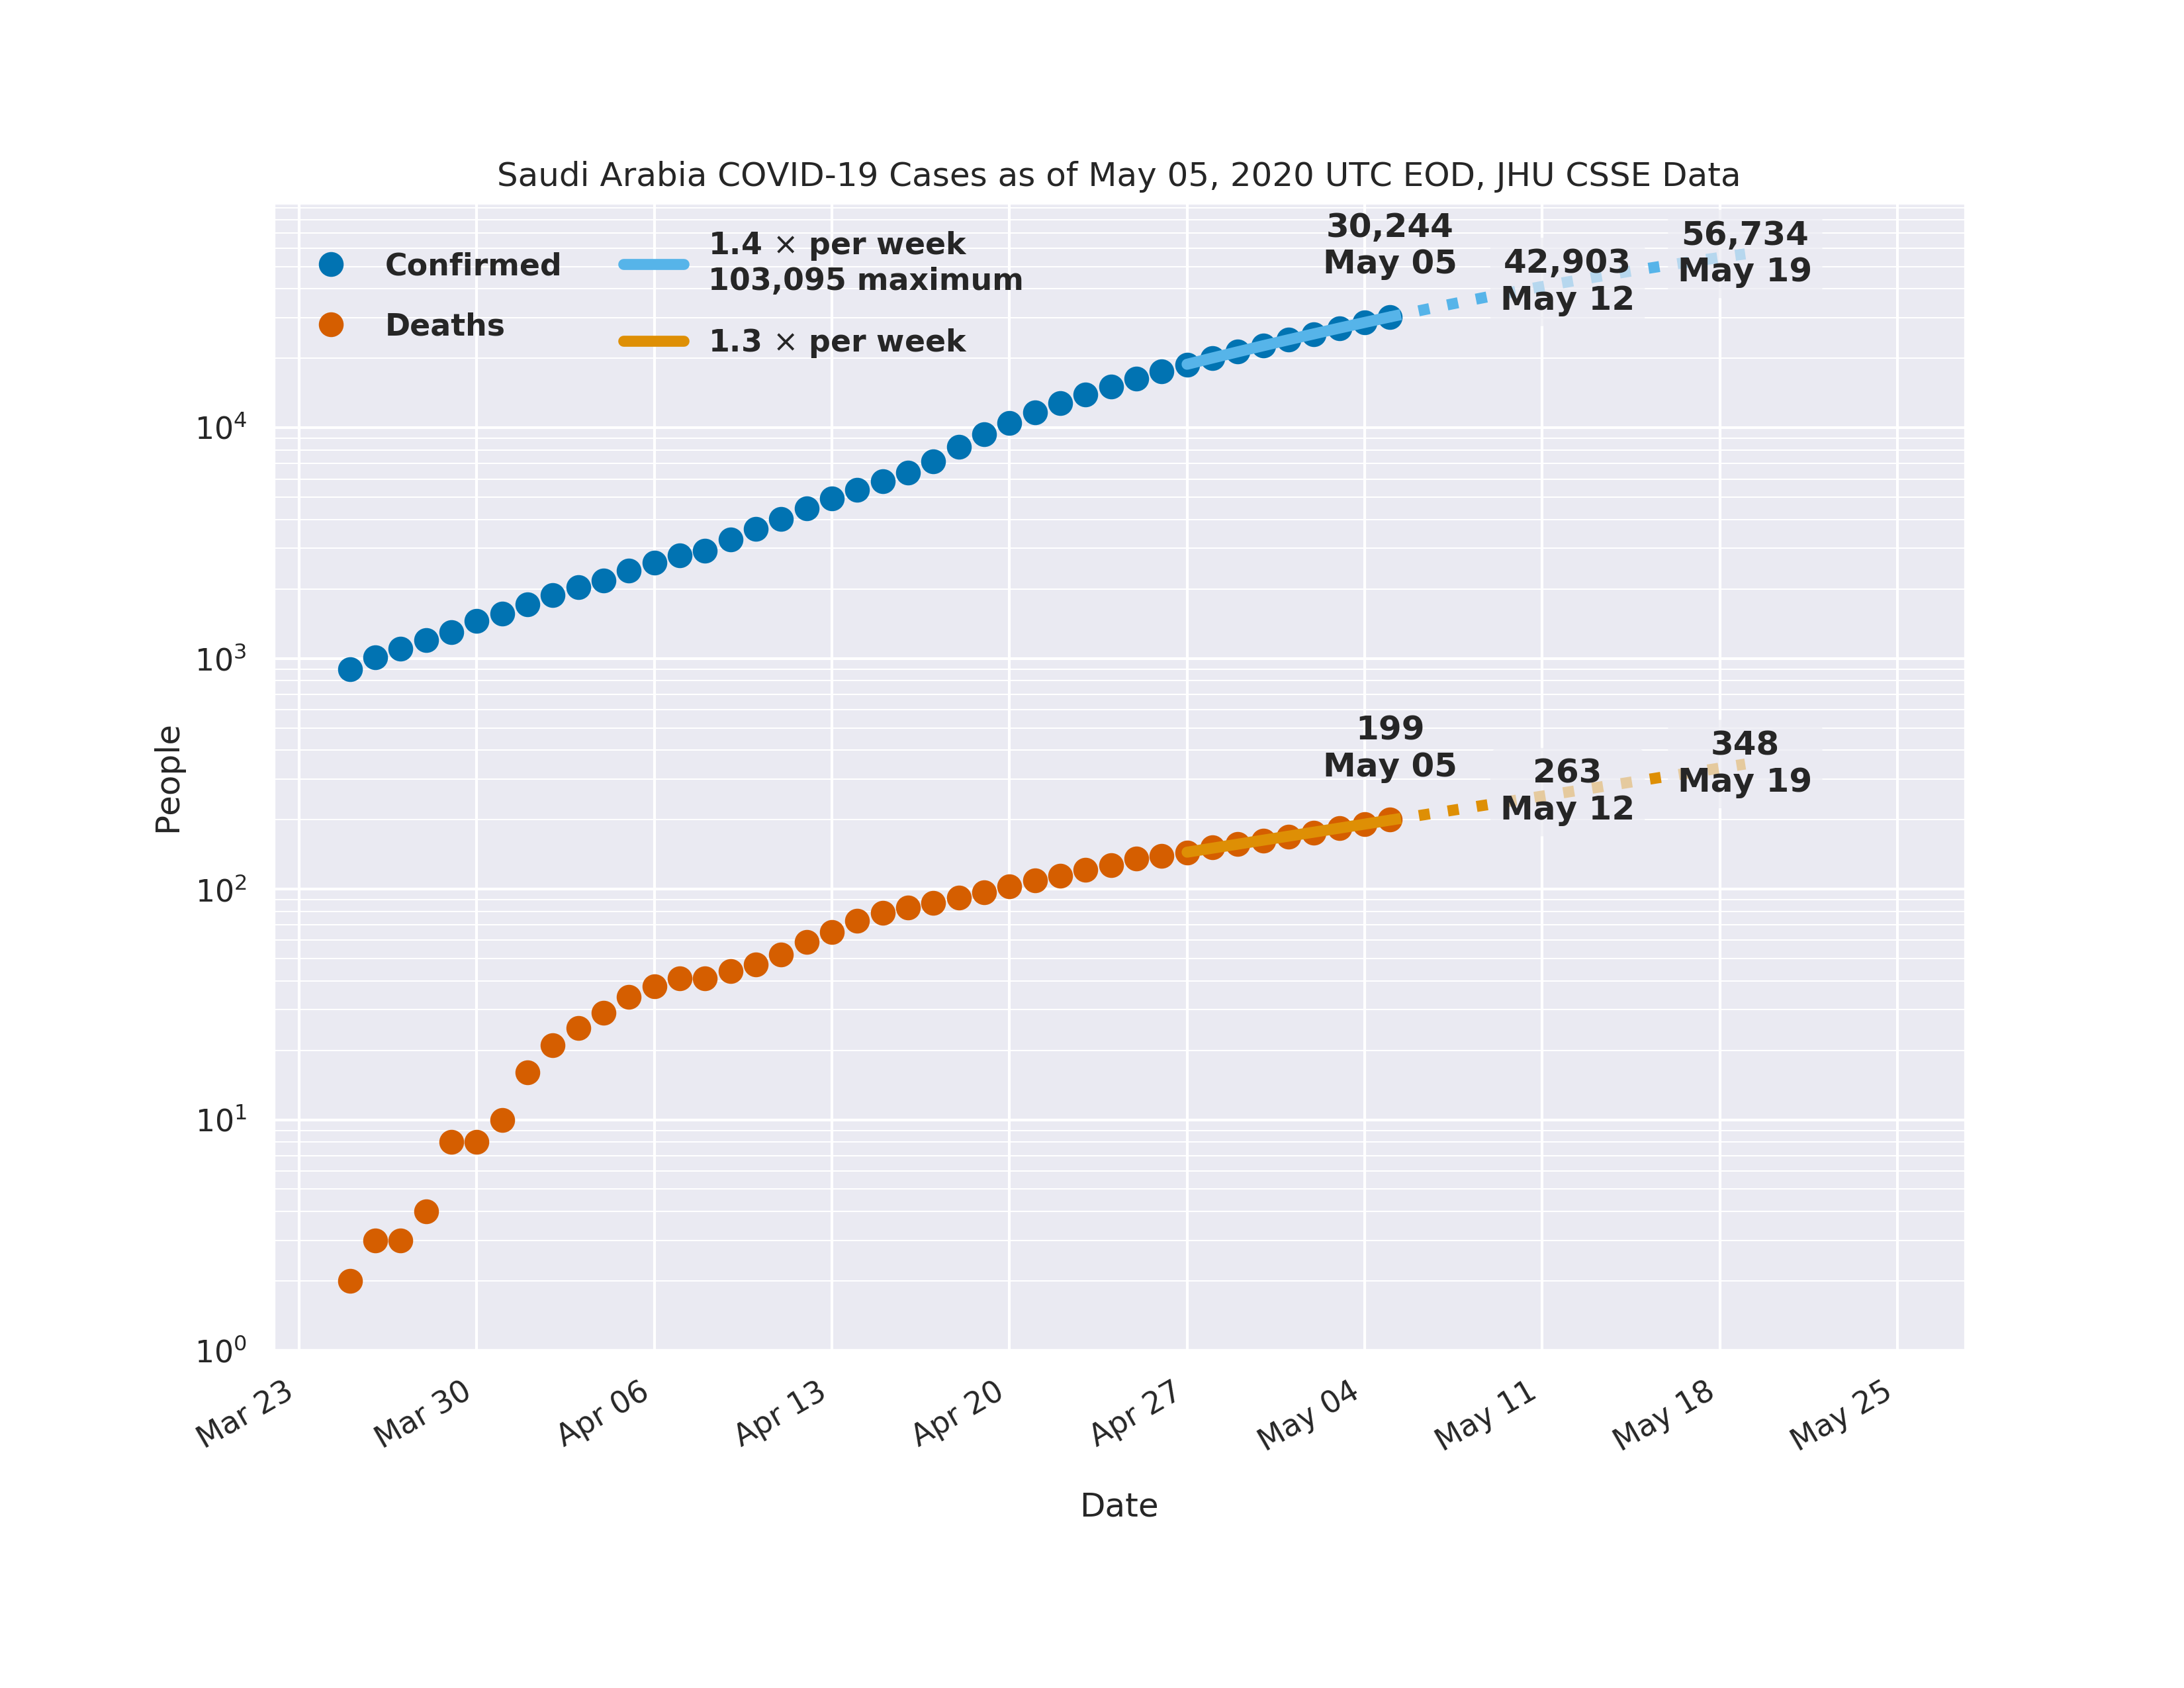 Saudi Arabia COVID-19 Cases as of May 05, 2020 UTC EOD, JHU CSSE Data
Confirmed
Deaths
1.4 × per week
103,095 maximum
1.3 × per week
30,244
May 05
42,903
May 12
56,734
May 19
199
May 05
263
May 12
348
May 19
People
10⁴
10³
10²
10¹
10⁰
Mar 23
Mar 30
Apr 06
Apr 13
Apr 20
Apr 27
May 04
May 11
May 18
May 25
Date